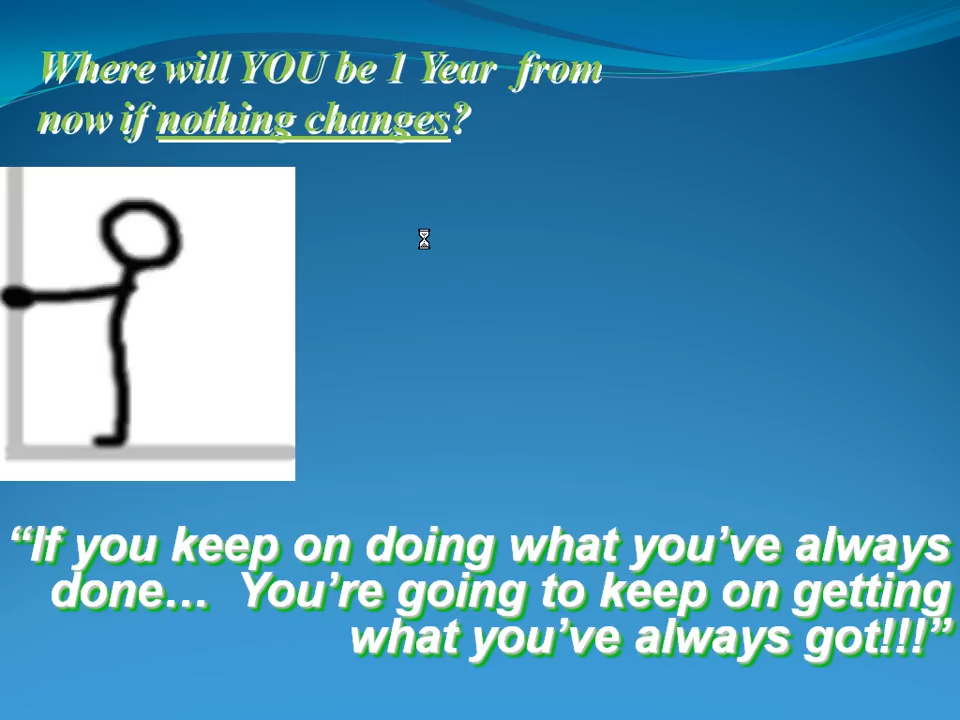 Where will YOU be 1 Year from
now if nothing changes?
“If you keep on doing what you’ve always
done… You’re going to keep on getting
what you’ve always got!!!”